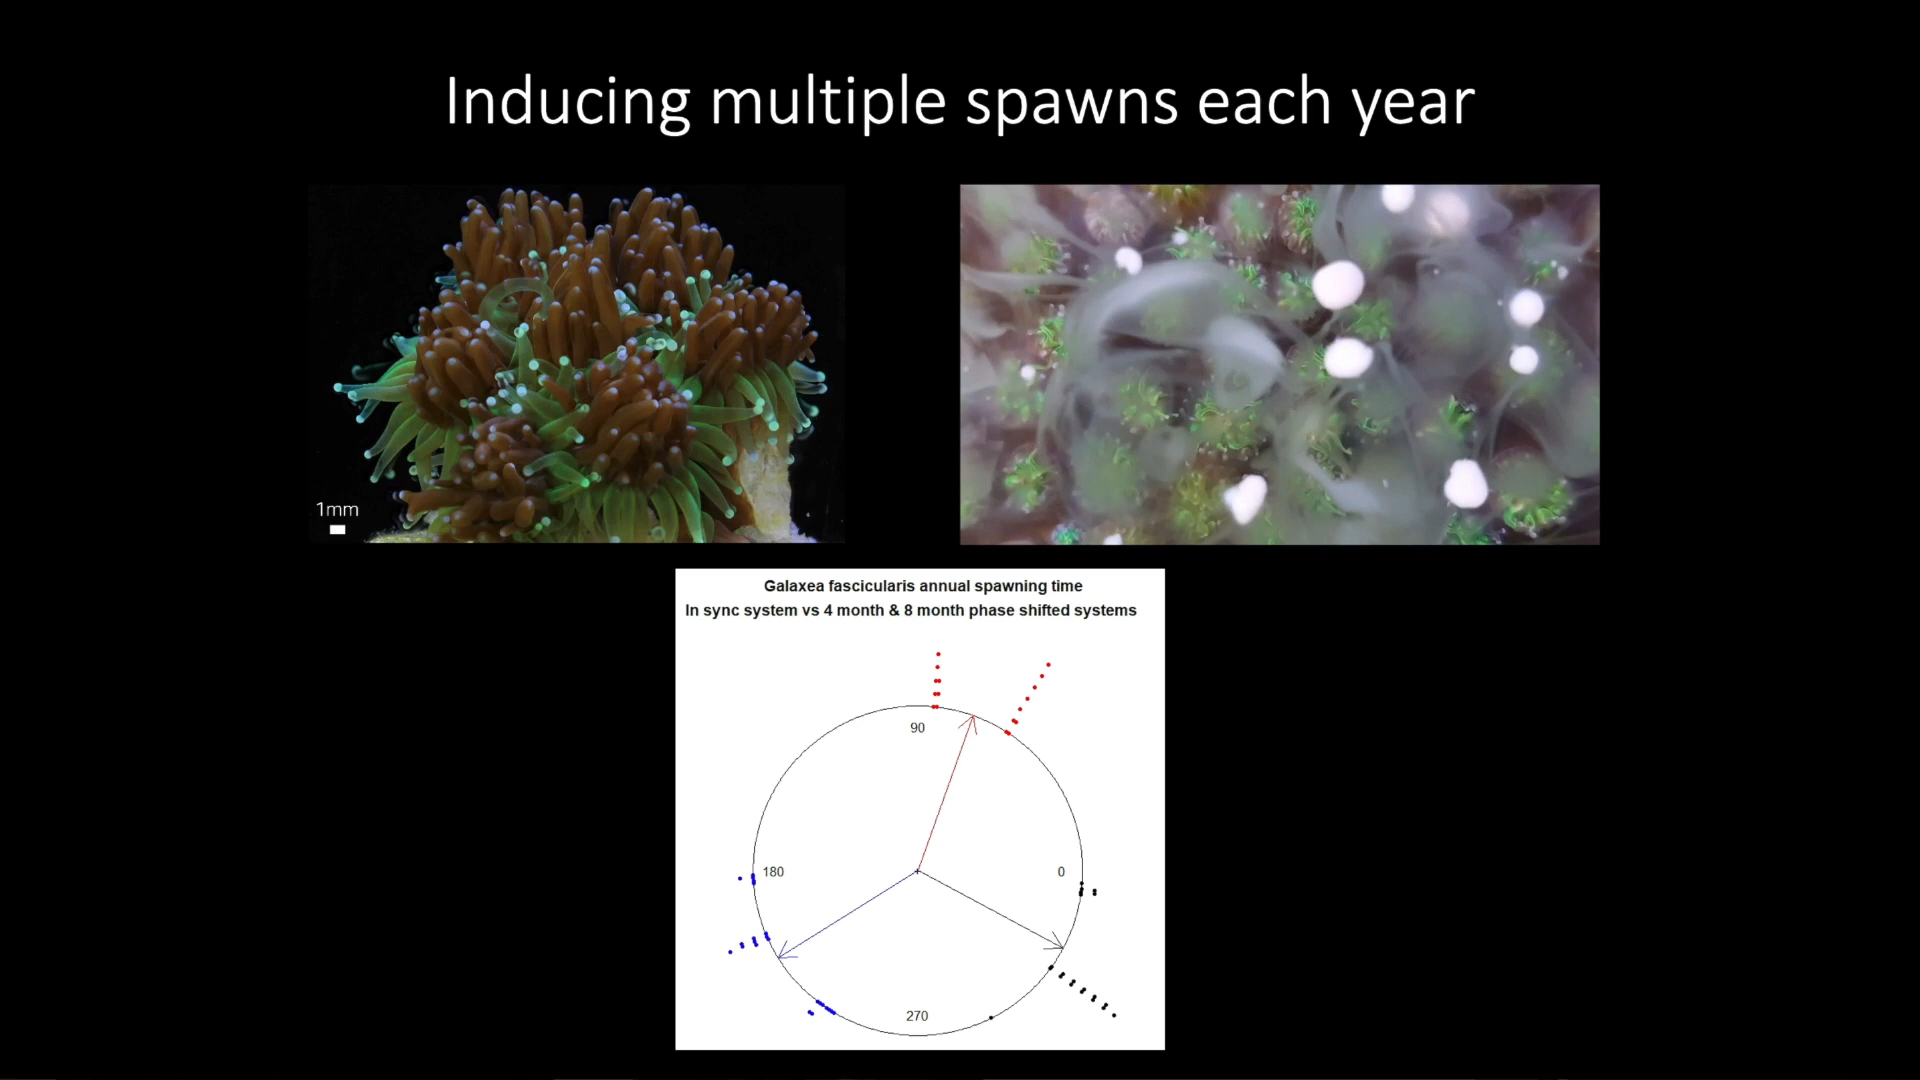 Inducing multiple spawns each year
1mm
Galaxea fascicularis annual spawning time
In sync system vs 4 month & 8 month phase shifted systems
90
180
0
270